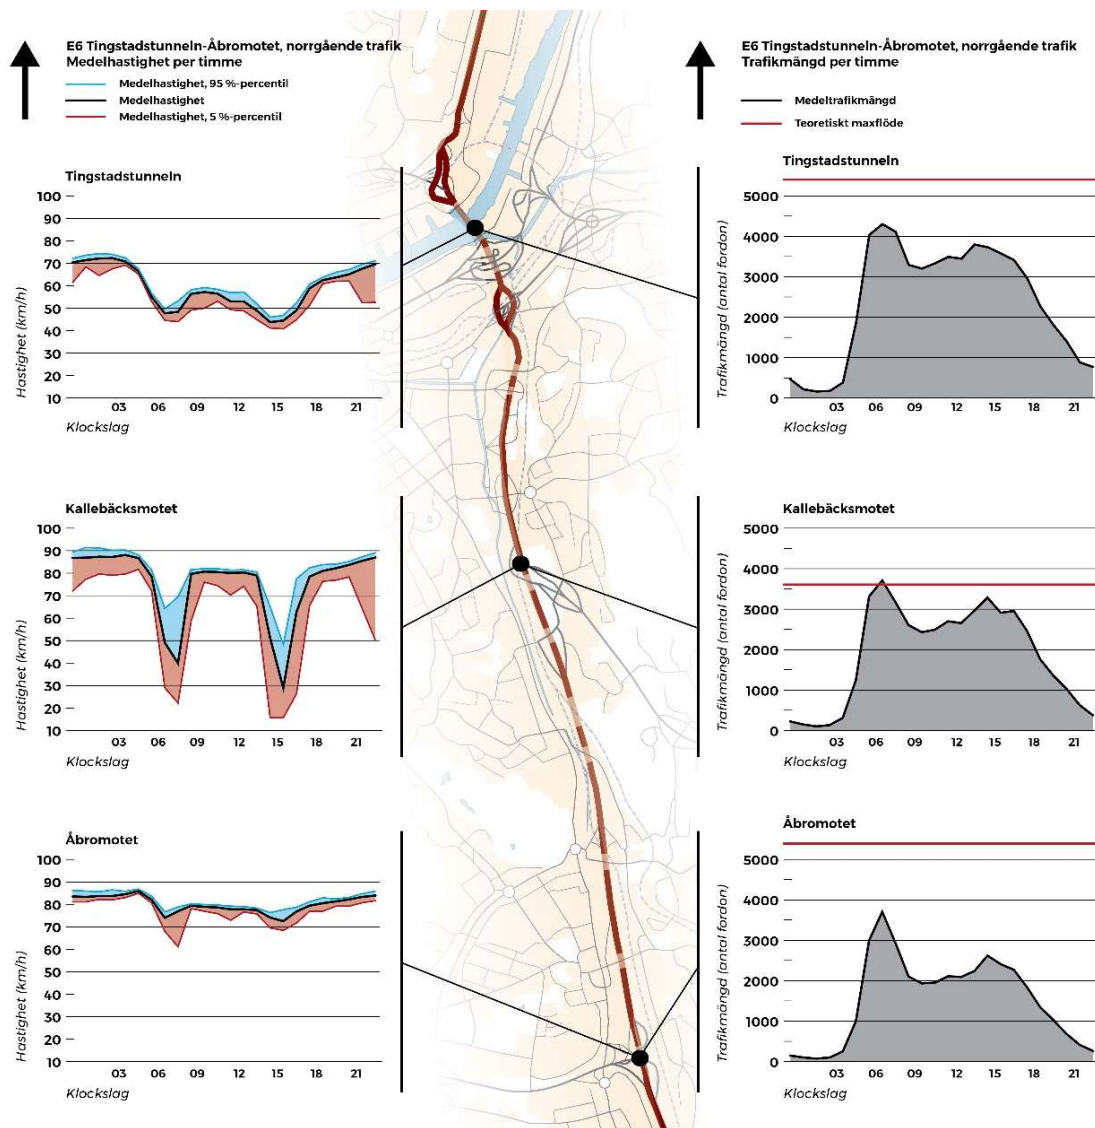 E6 Tingstadstunneln-Åbromotet, norrgående trafik
Medelhastighet per timme
Medelhastighet, 95 %-percentil
Medelhastighet
Medelhastighet, 5 %-percentil
E6 Tingstadstunneln-Åbromotet, norrgående trafik
Trafikmängd per timme
Medeltrafikmängd
Teoretiskt maxflöde
Tingstadstunneln
Hastighet (km/h)
100
90
80
70
60
50
40
30
20
10
03 06 09 12 15 18 21
Klockslag
Tingstadstunneln
Trafikmängd (antal fordon)
5000
4000
3000
2000
1000
0
03 06 09 12 15 18 21
Klockslag
Kallebäcksmotet
Hastighet (km/h)
100
90
80
70
60
50
40
30
20
10
03 06 09 12 15 18 21
Klockslag
Kallebäcksmotet
Trafikmängd (antal fordon)
5000
4000
3000
2000
1000
0
03 06 09 12 15 18 21
Klockslag
Åbromotet
Hastighet (km/h)
100
90
80
70
60
50
40
30
20
10
03 06 09 12 15 18 21
Klockslag
Åbromotet
Trafikmängd (antal fordon)
5000
4000
3000
2000
1000
0
03 06 09 12 15 18 21
Klockslag